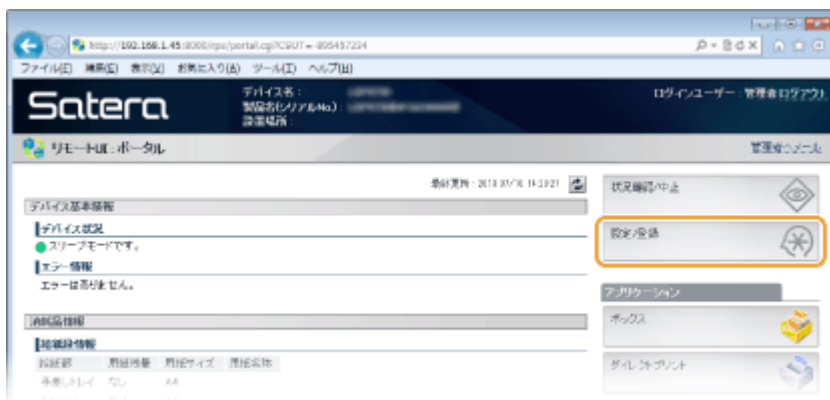 http://192.168.1.45:8000/rps/portal.cgi?CSUT=-895457224
ファイル(E) 編集(E) 表示(V) お気に入り(A) ツール(I) ヘルプ(H)
Satera
デバイス名 :
製品名(シリアルNo.) :
設置場所 :
ログインユーザー : 管理者 ログアウト
リモートUI : ポータル
管理者へメール
最終更新 :
デバイス基本情報
デバイス状況
スリープモードです。
エラー情報
エラーはありません。
消耗品情報
給紙段情報
給紙部 用紙残量 用紙サイズ 用紙名称
手差しトレイ なし A4
状況確認/中止
設定/登録
アプリケーション
ボックス
ダイレクトプリント